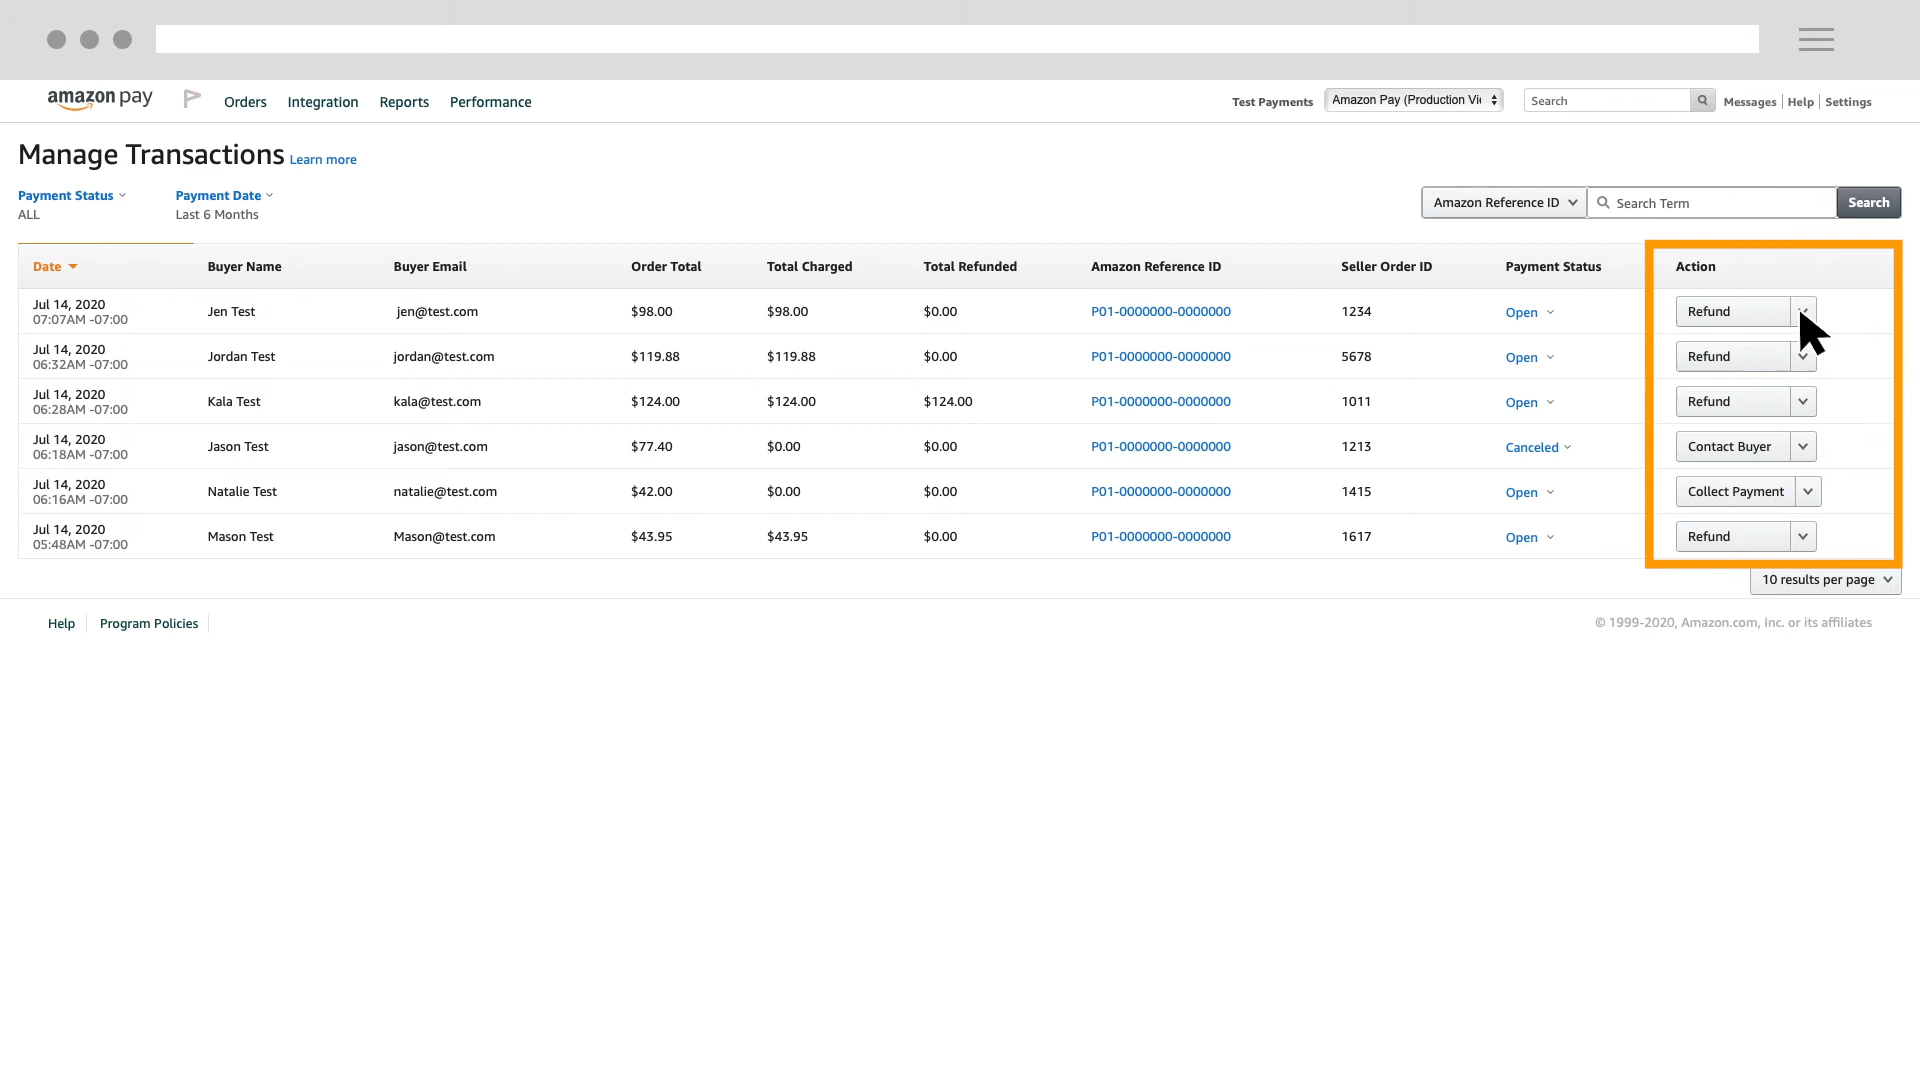 amazon pay Orders Integration Reports Performance Test Payments Amazon Pay (Production Vi Search Messages Help Settings
Manage Transactions Learn more
Payment Status Payment Date
ALL Last 6 Months
Amazon Reference ID Search Term Search
Date Buyer Name Buyer Email Order Total Total Charged Total Refunded Amazon Reference ID Seller Order ID Payment Status Action
Jul 14, 2020
07:07AM -07:00
Jen Test jen@test.com $98.00 $98.00 $0.00 P01-0000000-0000000 1234 Open Refund
Jul 14, 2020
06:32AM -07:00
Jordan Test jordan@test.com $119.88 $119.88 $0.00 P01-0000000-0000000 5678 Open Refund
Jul 14, 2020
06:28AM -07:00
Kala Test kala@test.com $124.00 $124.00 $124.00 P01-0000000-0000000 1011 Open Refund
Jul 14, 2020
06:18AM -07:00
Jason Test jason@test.com $77.40 $0.00 $0.00 P01-0000000-0000000 1213 Canceled Contact Buyer
Jul 14, 2020
06:16AM -07:00
Natalie Test natalie@test.com $42.00 $0.00 $0.00 P01-0000000-0000000 1415 Open Collect Payment
Jul 14, 2020
05:48AM -07:00
Mason Test Mason@test.com $43.95 $43.95 $0.00 P01-0000000-0000000 1617 Open Refund
10 results per page
Help Program Policies © 1999-2020, Amazon.com, Inc. or its affiliates